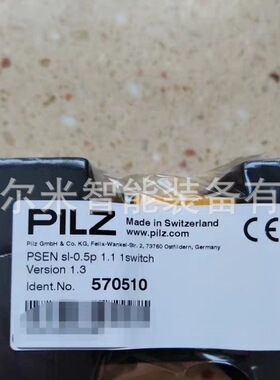 尔米智能装备有
PILZ
Made in Switzerland
www.pilz.com
CE
Pilz GmbH & Co. KG, Felix-Wankel-Str. 2, 73760 Ostfildern, Germany
PSEN sl-0.5p 1.1 1switch
Version 1.3
Ident.No. 570510